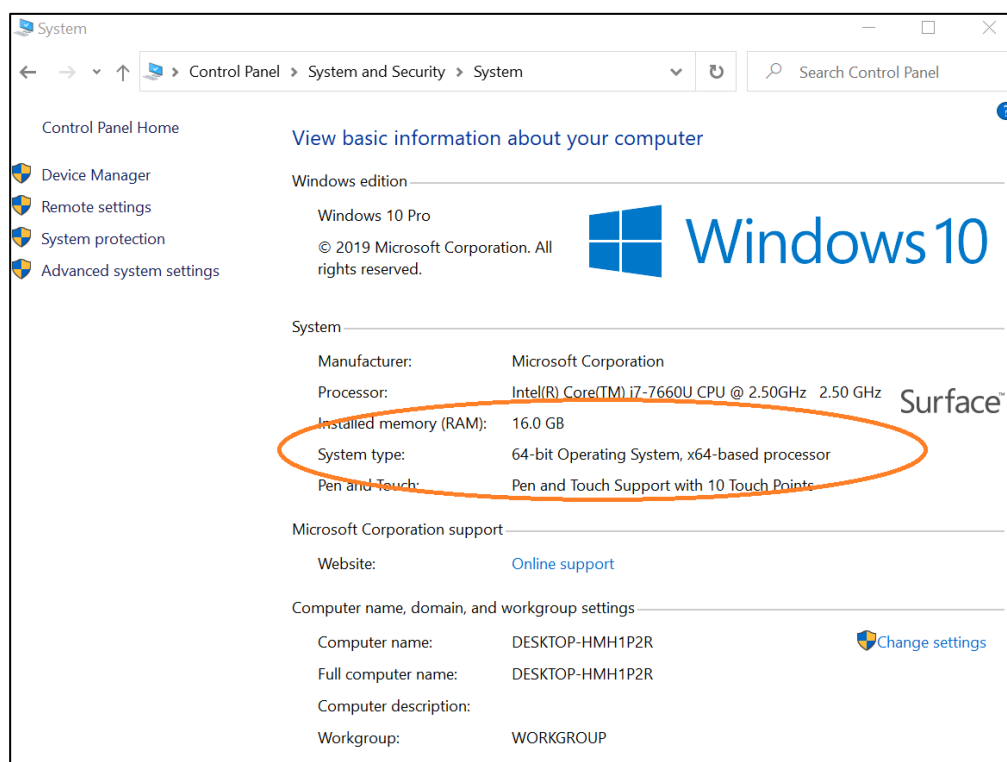 System
Control Panel > System and Security > System
Search Control Panel
?
Control Panel Home
Device Manager
Remote settings
System protection
Advanced system settings
View basic information about your computer
Windows edition
Windows 10 Pro
© 2019 Microsoft Corporation. All
rights reserved.
Windows 10
System
Manufacturer: Microsoft Corporation
Processor: Intel(R) Core(TM) i7-7660U CPU @ 2.50GHz 2.50 GHz
Surface™
Installed memory (RAM): 16.0 GB
System type: 64-bit Operating System, x64-based processor
Pen and Touch: Pen and Touch Support with 10 Touch Points
Microsoft Corporation support
Website: Online support
Computer name, domain, and workgroup settings
Computer name: DESKTOP-HMH1P2R
Change settings
Full computer name: DESKTOP-HMH1P2R
Computer description:
Workgroup: WORKGROUP